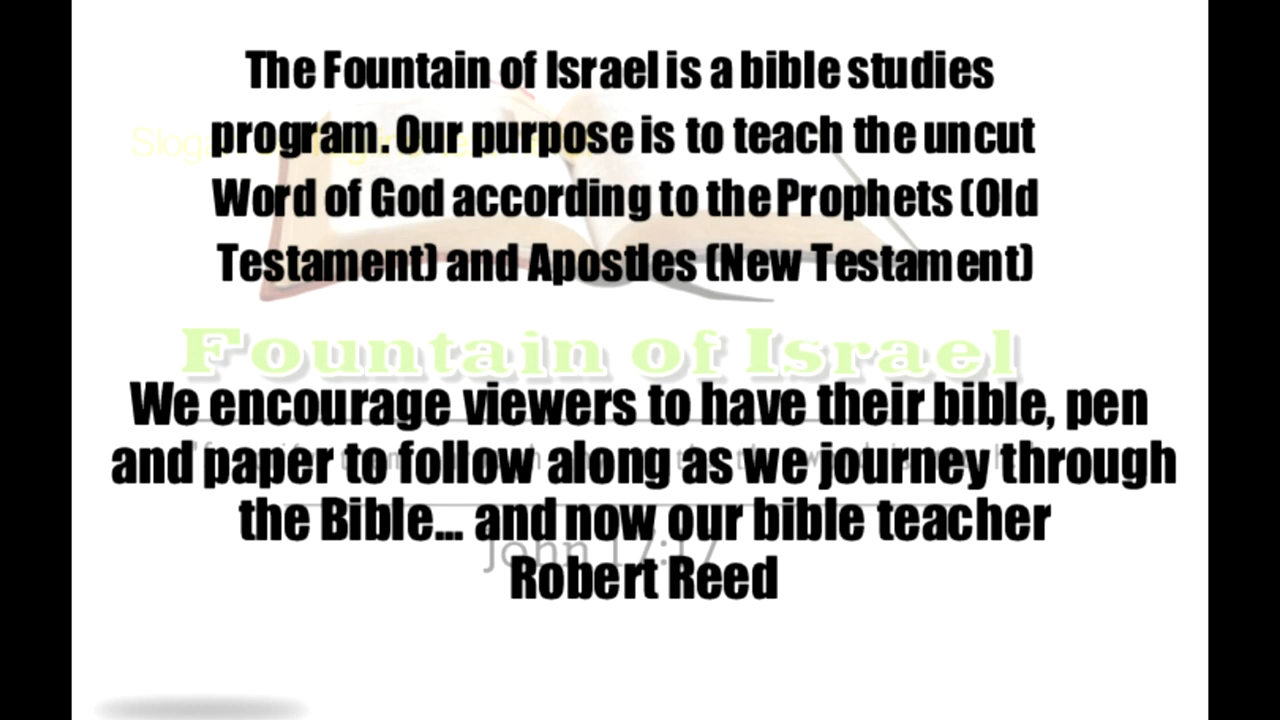 The Fountain of Israel is a bible studies
program. Our purpose is to teach the uncut
Word of God according to the Prophets (Old
Testament) and Apostles (New Testament)
Fountain of Israel
We encourage viewers to have their bible, pen
and paper to follow along as we journey through
the Bible... and now our bible teacher
John 17:17
Robert Reed